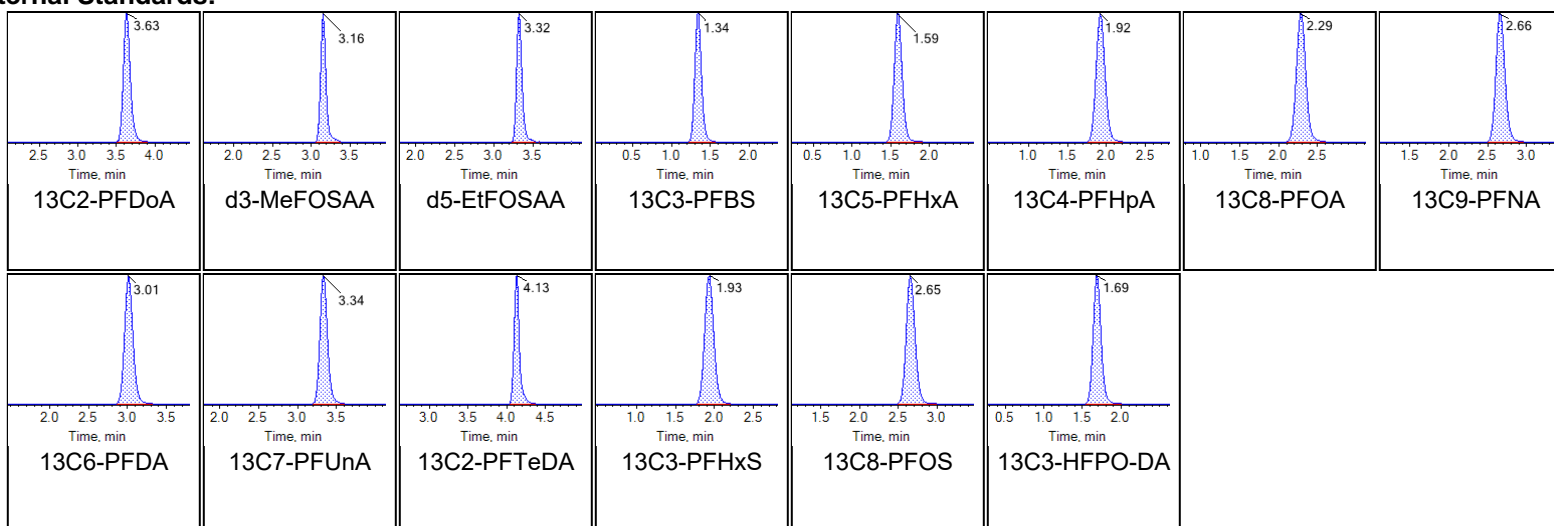 ternal Standards:
3.63
3.16
3.32
1.34
1.59
1.92
2.29
2.66
2.5 3.0 3.5 4.0
2.0 2.5 3.0 3.5
2.0 2.5 3.0 3.5
0.5 1.0 1.5 2.0
0.5 1.0 1.5 2.0
1.0 1.5 2.0 2.5
1.0 1.5 2.0 2.5
1.5 2.0 2.5 3.0
Time, min
Time, min
Time, min
Time, min
Time, min
Time, min
Time, min
Time, min
13C2-PFDoA
d3-MeFOSAA
d5-EtFOSAA
13C3-PFBS
13C5-PFHxA
13C4-PFHpA
13C8-PFOA
13C9-PFNA
3.01
3.34
4.13
1.93
2.65
1.69
2.0 2.5 3.0 3.5
2.0 2.5 3.0 3.5
3.0 3.5 4.0 4.5
1.0 1.5 2.0 2.5
1.5 2.0 2.5 3.0
0.5 1.0 1.5 2.0
Time, min
Time, min
Time, min
Time, min
Time, min
Time, min
13C6-PFDA
13C7-PFUnA
13C2-PFTeDA
13C3-PFHxS
13C8-PFOS
13C3-HFPO-DA